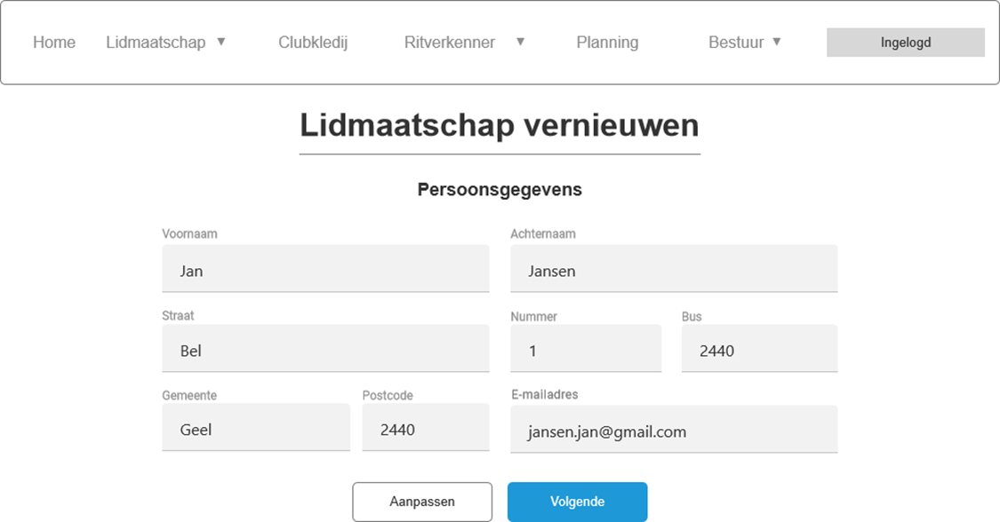 Home Lidmaatschap ▼ Clubkledij Ritverkenner ▼ Planning Bestuur ▼ Ingelogd
Lidmaatschap vernieuwen
Persoonsgegevens
Voornaam Achternaam
Jan Jansen
Straat Nummer Bus
Bel 1 2440
Gemeente Postcode E-mailadres
Geel 2440 jansen.jan@gmail.com
Aanpassen Volgende